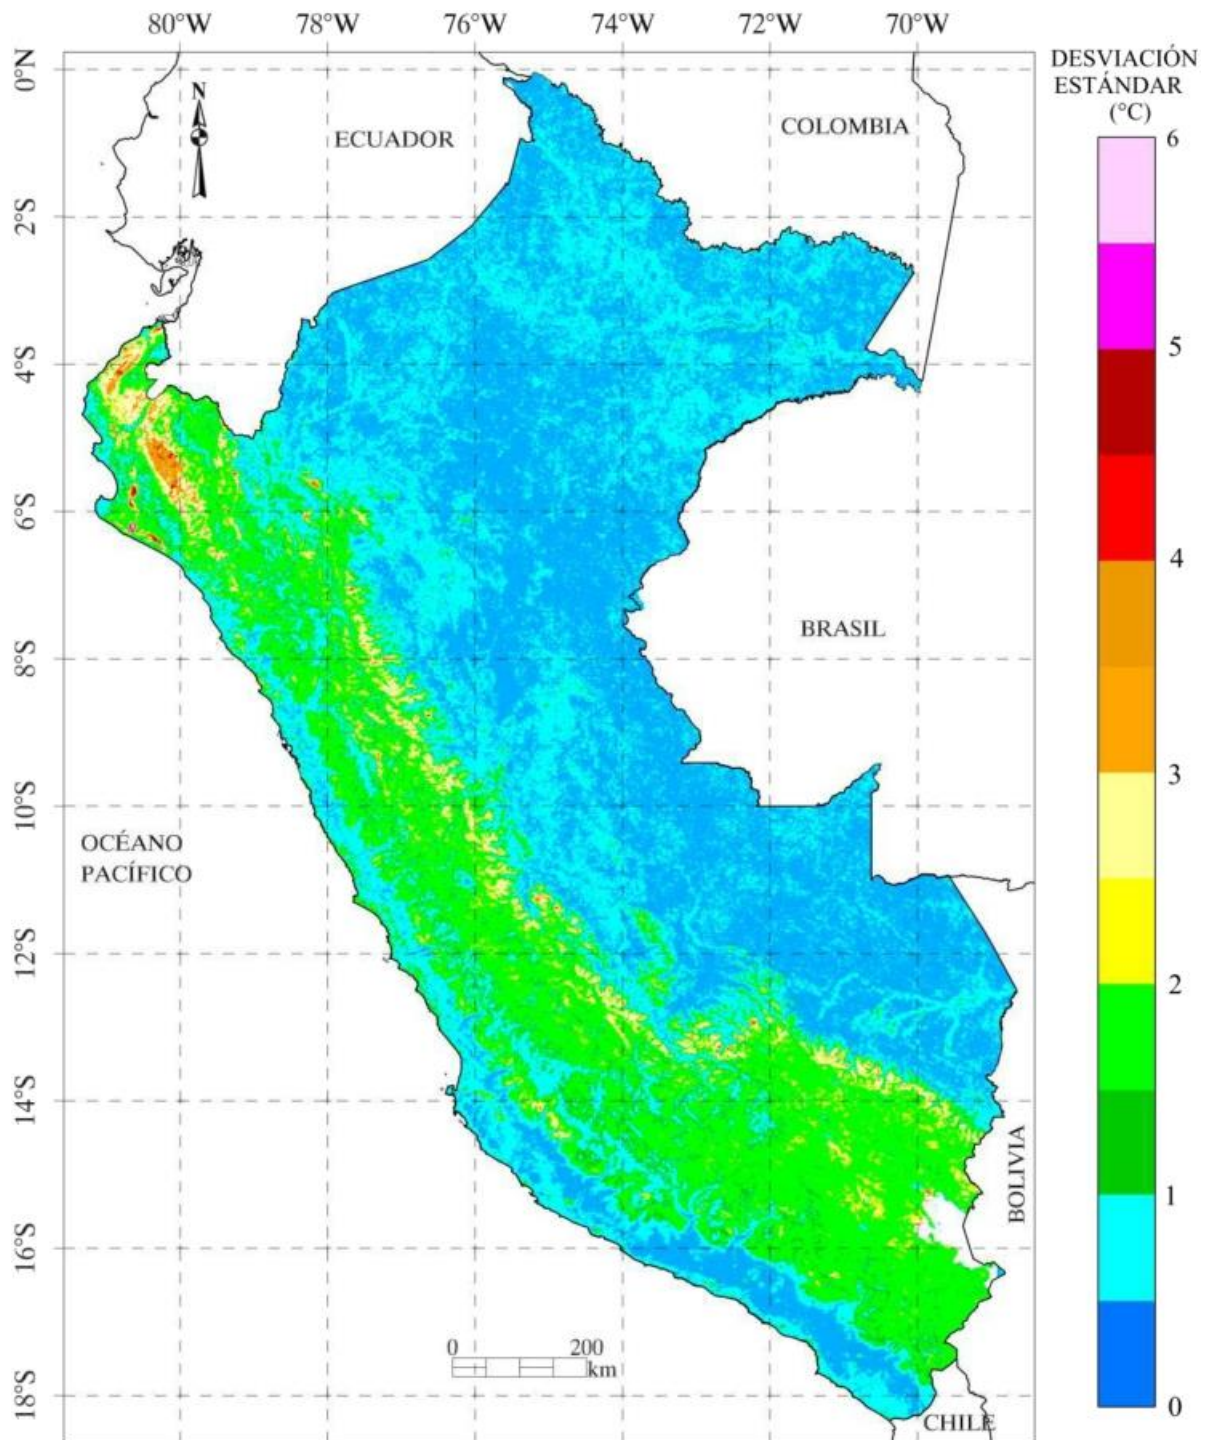 80°W 78°W 76°W 74°W 72°W 70°W
DESVIACIÓN
ESTÁNDAR
(°C)
0°N
N
ECUADOR
COLOMBIA
6
2°S
5
4°S
4
6°S
BRASIL
8°S
3
10°S
OCÉANO
PACÍFICO
12°S
2
14°S
BOLIVIA
1
16°S
0 200
km
18°S
CHILE
0